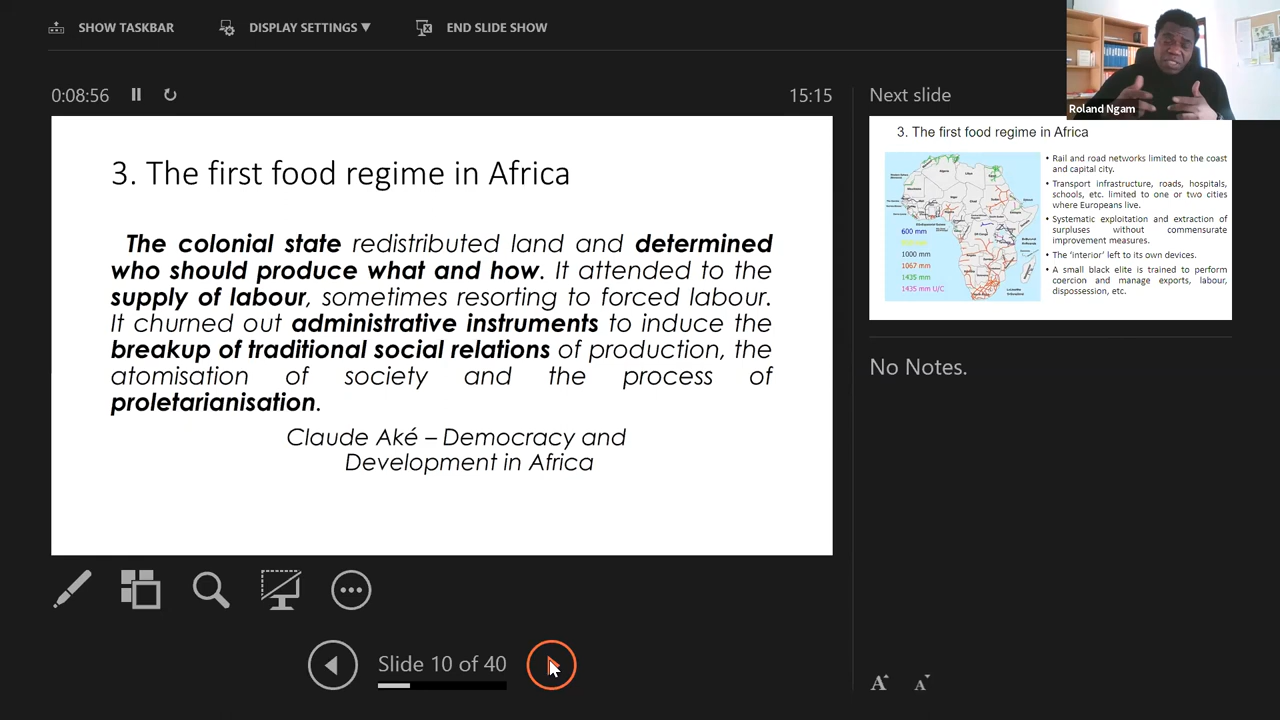 SHOW TASKBAR
DISPLAY SETTINGS ▼
END SLIDE SHOW
Roland Ngam
0:08:56
15:15
Next slide
3. The first food regime in Africa
The colonial state redistributed land and determined
who should produce what and how. It attended to the
supply of labour, sometimes resorting to forced labour.
It churned out administrative instruments to induce the
breakup of traditional social relations of production, the
atomisation of society and the process of
proletarianisation.
Claude Aké – Democracy and
Development in Africa
3. The first food regime in Africa
600 mm
1000 mm
1067 mm
1435 mm
1435 mm U/C
• Rail and road networks limited to the coast
and capital city.
• Transport infrastructure, roads, hospitals,
schools, etc. limited to one or two cities
where Europeans live.
• Systematic exploitation and extraction of
surpluses without commensurate
improvement measures.
• The 'interior' left to its own devices.
• A small black elite is trained to perform
coercion and manage exports, labour,
dispossession, etc.
No Notes.
Slide 10 of 40
A A